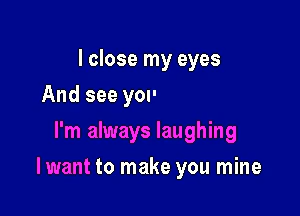 I close my eyes
And see you
I'm always laughing
I want to make you mine